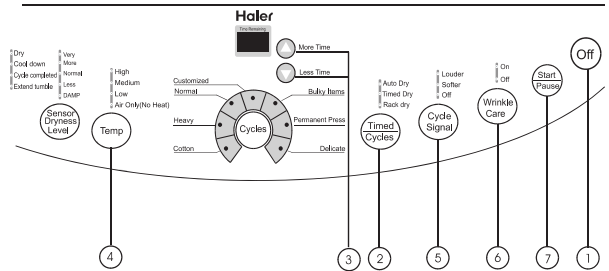 Haier
Time Remaining
More Time
Less Time
Dry
Cool down
Cycle completed
Extend tumble
Very
More
Normal
Less
DAMP
Sensor
Dryness
Level
High
Medium
Low
Air Only(No Heat)
Temp
Customized
Normal
Heavy
Cotton
Cycles
Bulky Items
Permanent Press
Delicate
Auto Dry
Timed Dry
Rack dry
Timed
Cycles
Louder
Softer
Off
Cycle
Signal
On
Off
Wrinkle
Care
Start
Pause
Off
4
3
2
5
6
7
1